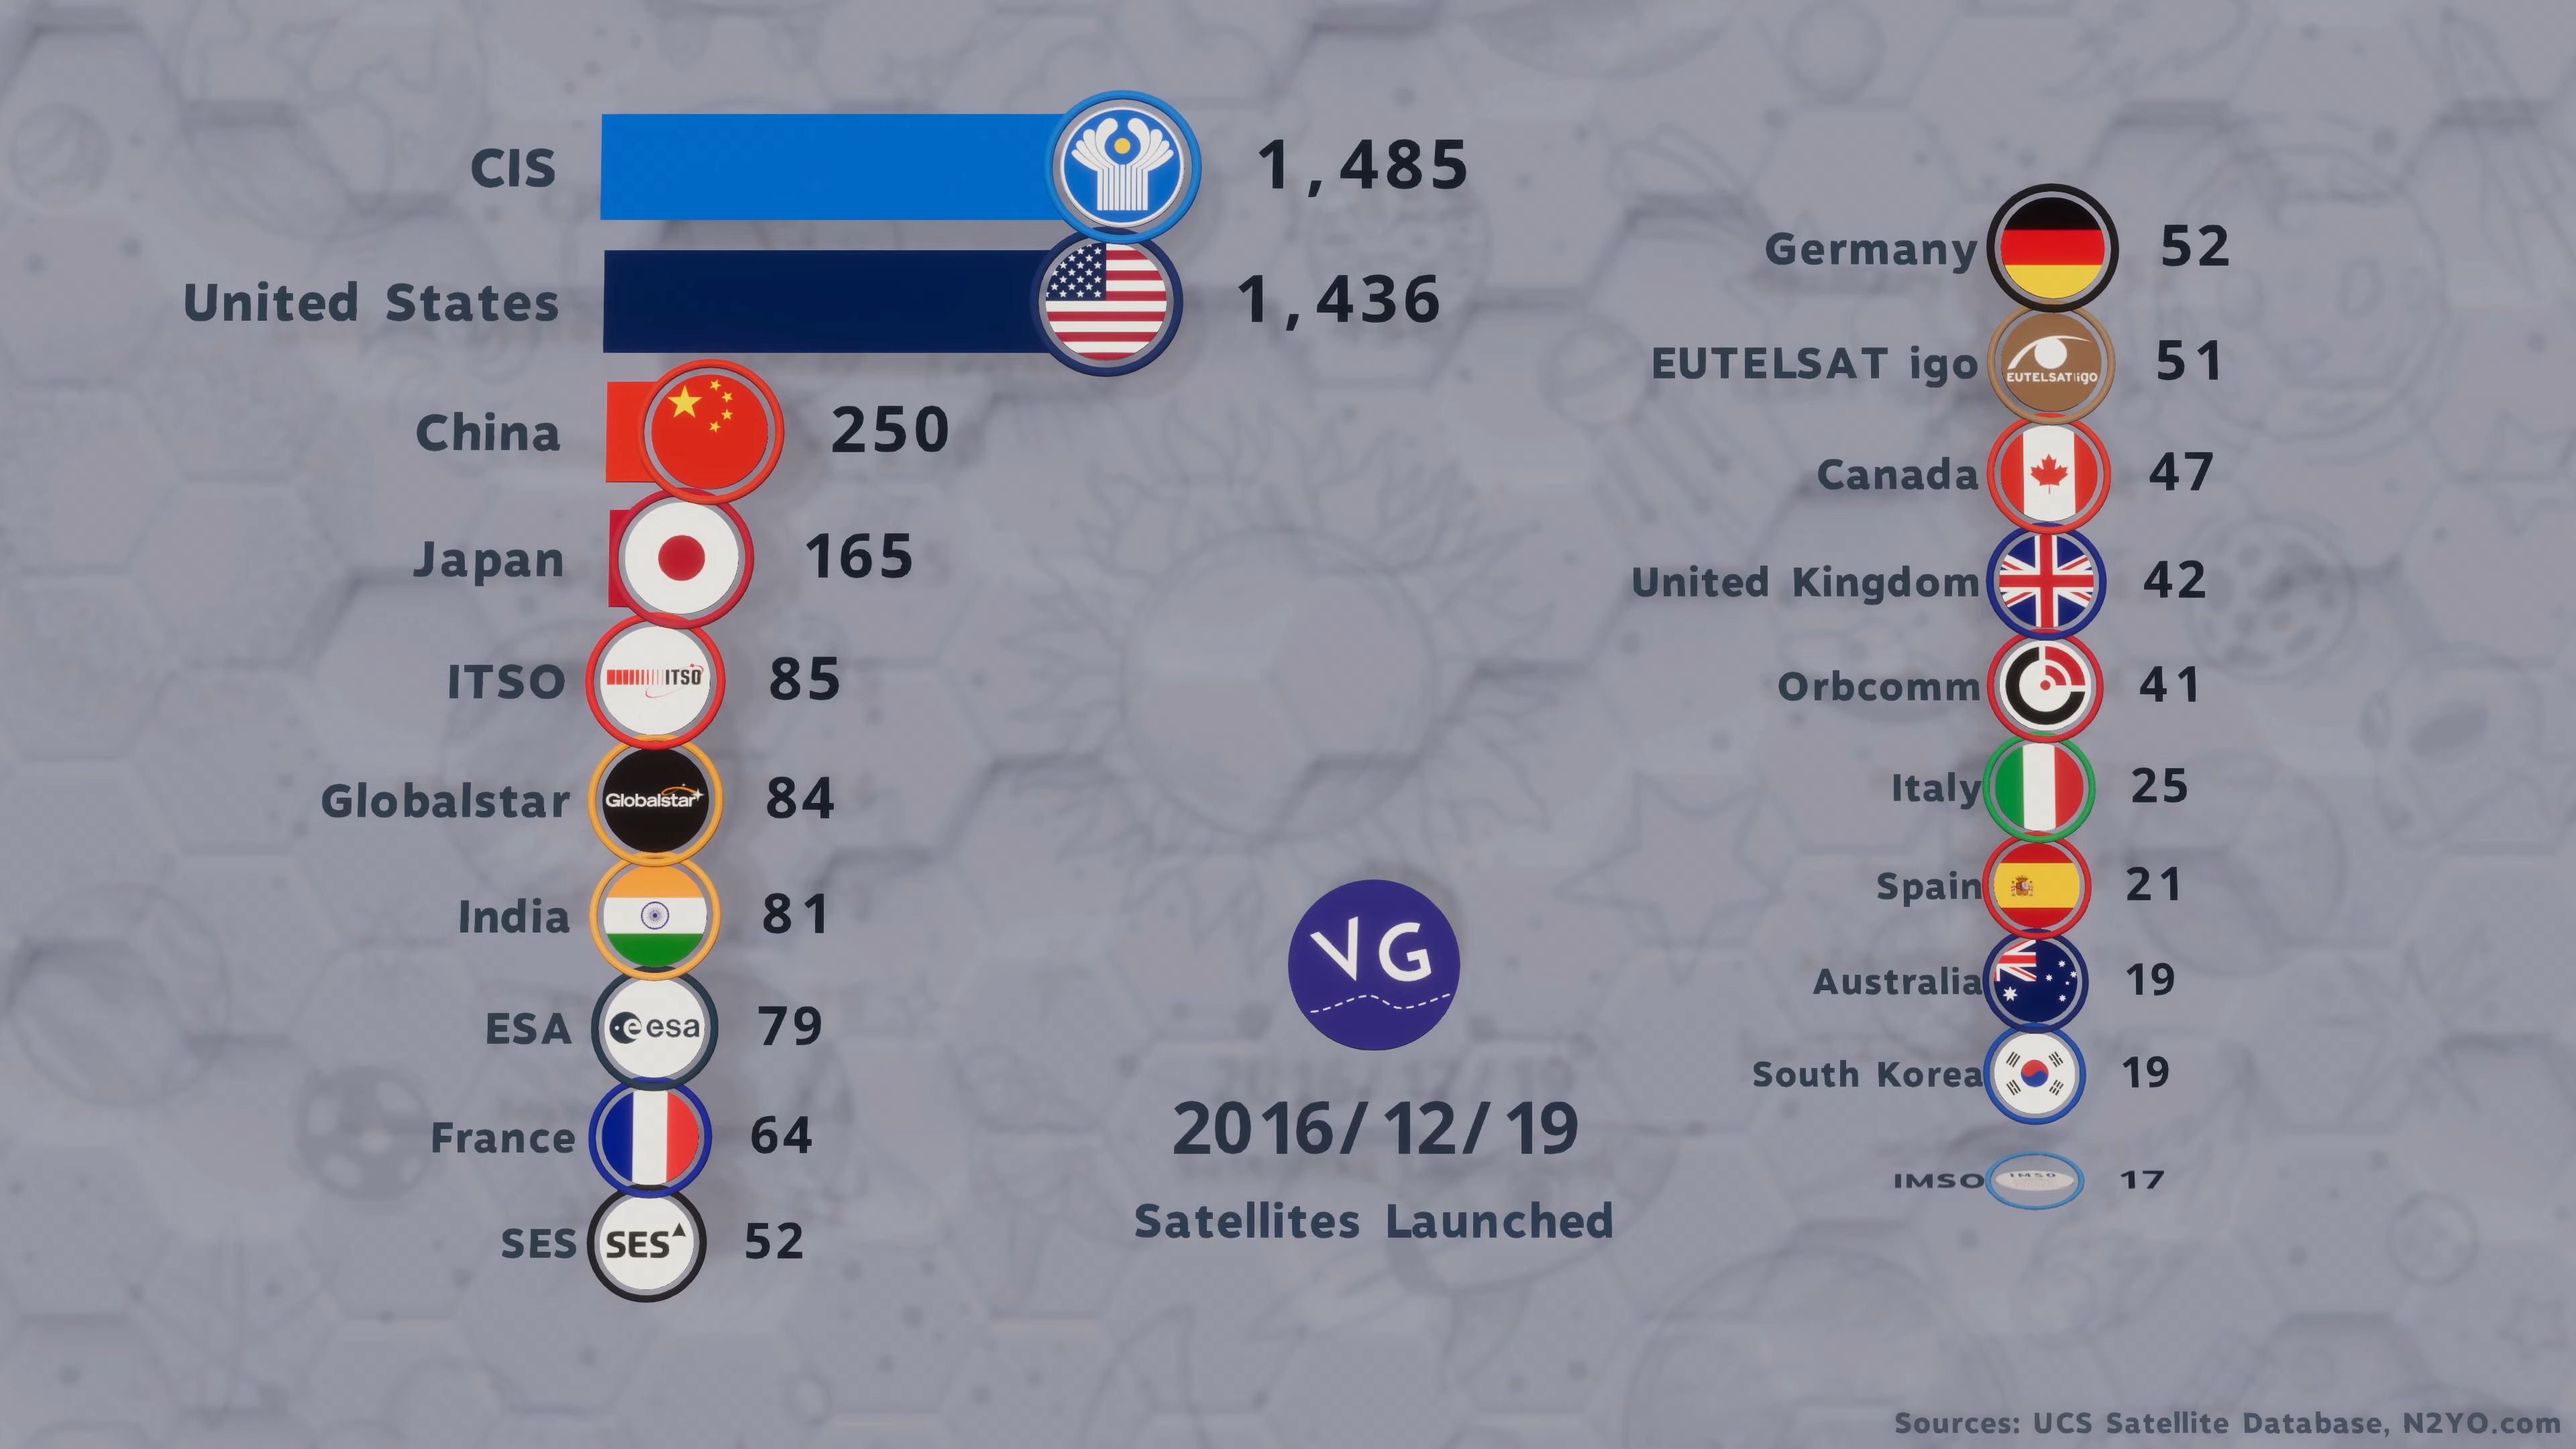 CIS 1,485
United States 1,436
China 250
Japan 165
ITSO ITSO 85
Globalstar Globalstar 84
India 81
ESA esa 79
France 64
SES SES 52
Germany 52
EUTELSAT igo EUTELSAT igo 51
Canada 47
United Kingdom 42
Orbcomm 41
Italy 25
Spain 21
Australia 19
South Korea 19
IMSO IMSO 17
VG
2016/12/19
Satellites Launched
Sources: UCS Satellite Database, N2YO.com